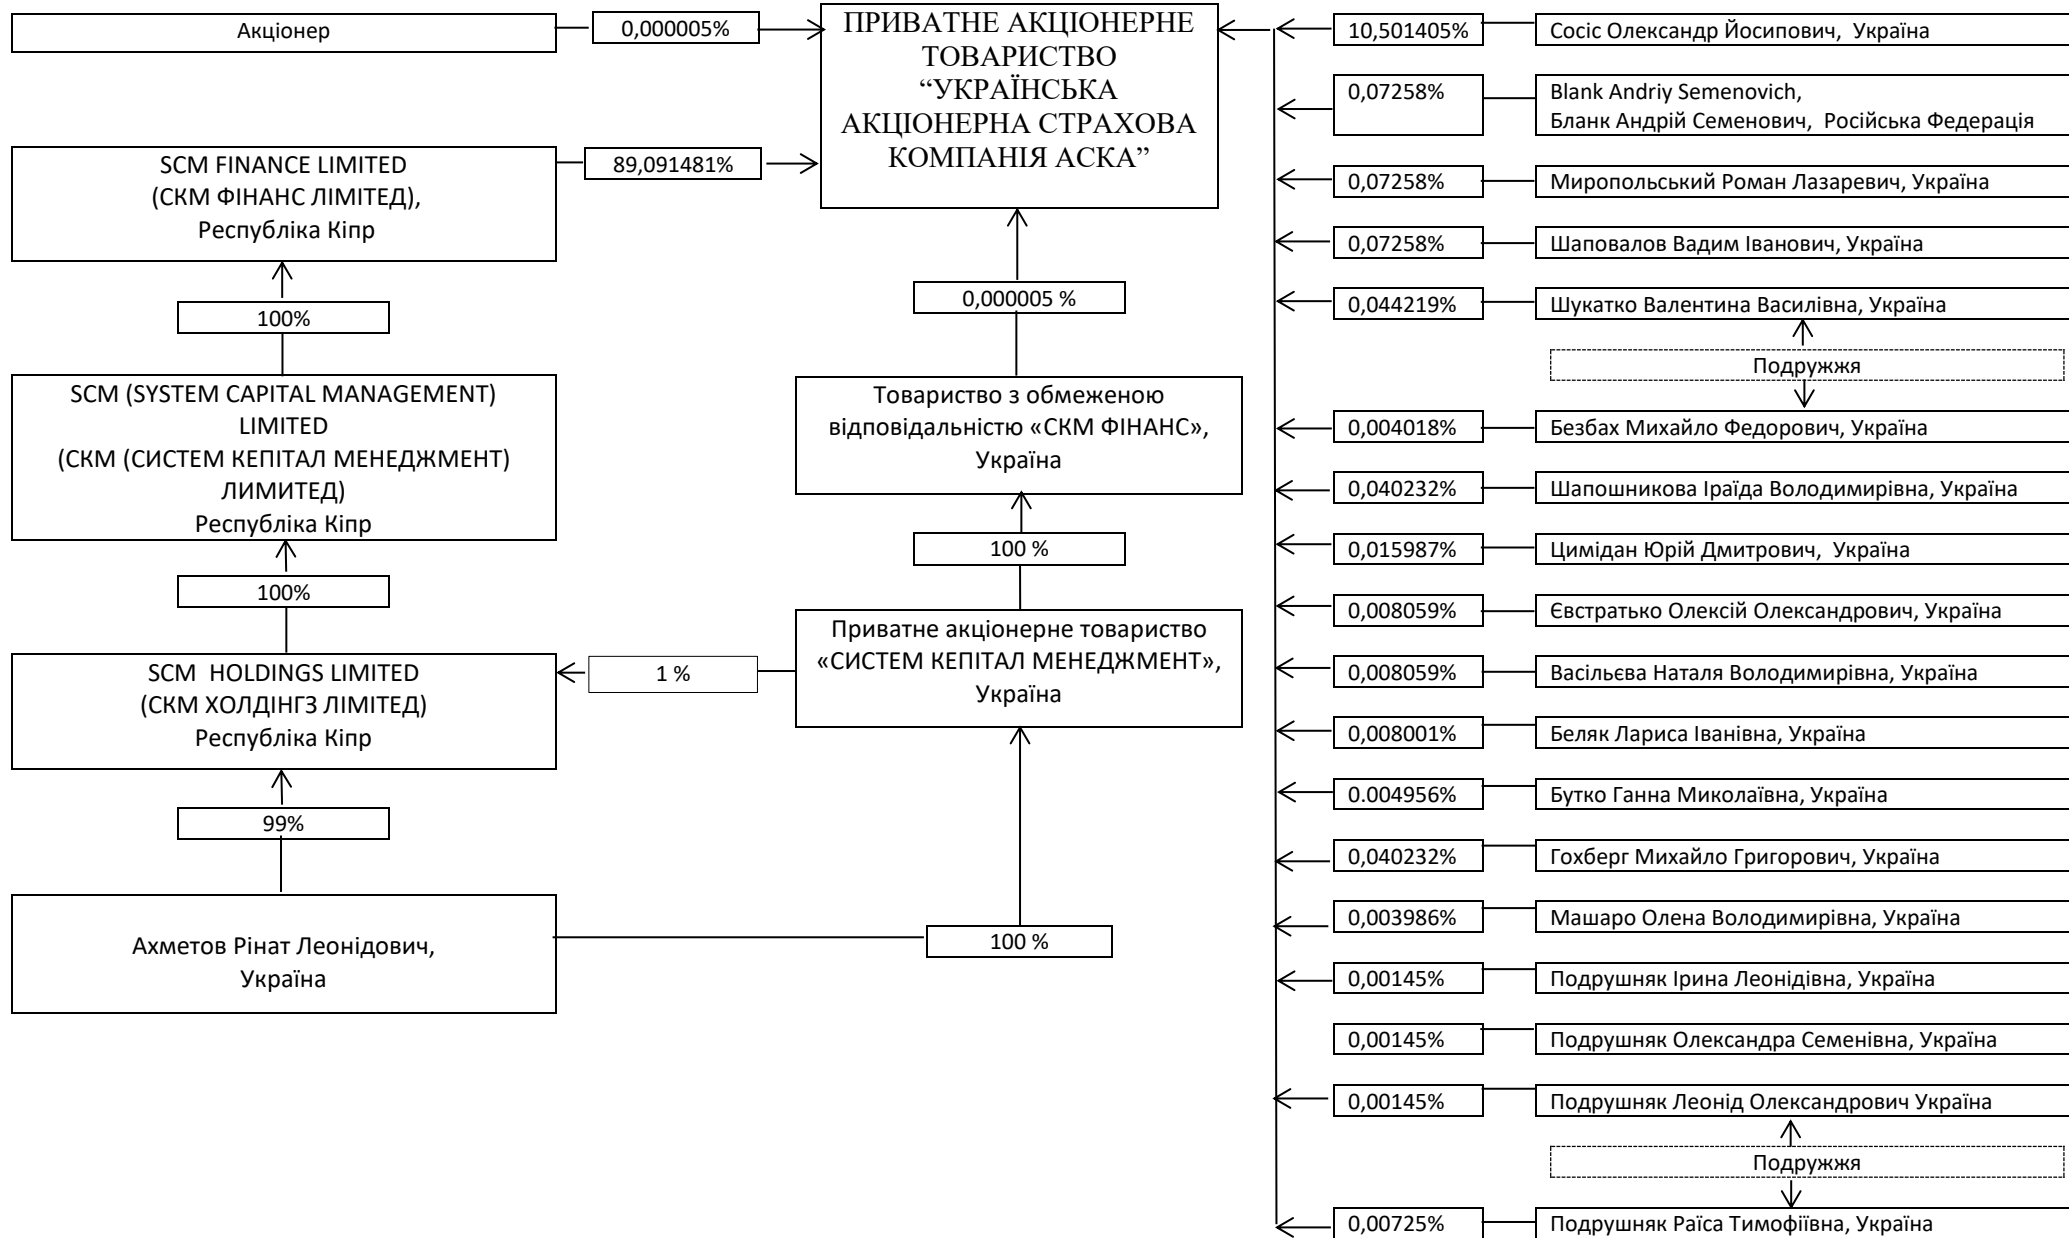 Акціонер
0,000005%
ПРИВАТНЕ АКЦІОНЕРНЕ
ТОВАРИСТВО
“УКРАЇНСЬКА
АКЦІОНЕРНА СТРАХОВА
КОМПАНІЯ АСКА”
SCM FINANCE LIMITED
(СКМ ФІНАНС ЛІМІТЕД),
Республіка Кіпр
89,091481%
100%
0,000005 %
SCM (SYSTEM CAPITAL MANAGEMENT)
LIMITED
(СКМ (СИСТЕМ КЕПІТАЛ МЕНЕДЖМЕНТ)
ЛИМИТЕД)
Республіка Кіпр
Товариство з обмеженою
відповідальністю «СКМ ФІНАНС»,
Україна
100%
100 %
SCM HOLDINGS LIMITED
(СКМ ХОЛДІНГЗ ЛІМІТЕД)
Республіка Кіпр
1 %
Приватне акціонерне товариство
«СИСТЕМ КЕПІТАЛ МЕНЕДЖМЕНТ»,
Україна
99%
Ахметов Рінат Леонідович,
Україна
100 %
10,501405% Сосіс Олександр Йосипович, Україна
0,07258% Blank Andriy Semenovich,
Бланк Андрій Семенович, Російська Федерація
0,07258% Миропольський Роман Лазаревич, Україна
0,07258% Шаповалов Вадим Іванович, Україна
0,044219% Шукатко Валентина Василівна, Україна
Подружжя
0,004018% Безбах Михайло Федорович, Україна
0,040232% Шапошникова Іраїда Володимирівна, Україна
0,015987% Цимідан Юрій Дмитрович, Україна
0,008059% Євстратько Олексій Олександрович, Україна
0,008059% Васільєва Наталя Володимирівна, Україна
0,008001% Беляк Лариса Іванівна, Україна
0.004956% Бутко Ганна Миколаївна, Україна
0,040232% Гохберг Михайло Григорович, Україна
0,003986% Машаро Олена Володимирівна, Україна
0,00145% Подрушняк Ірина Леонідівна, Україна
0,00145% Подрушняк Олександра Семенівна, Україна
0,00145% Подрушняк Леонід Олександрович Україна
Подружжя
0,00725% Подрушняк Раїса Тимофіївна, Україна